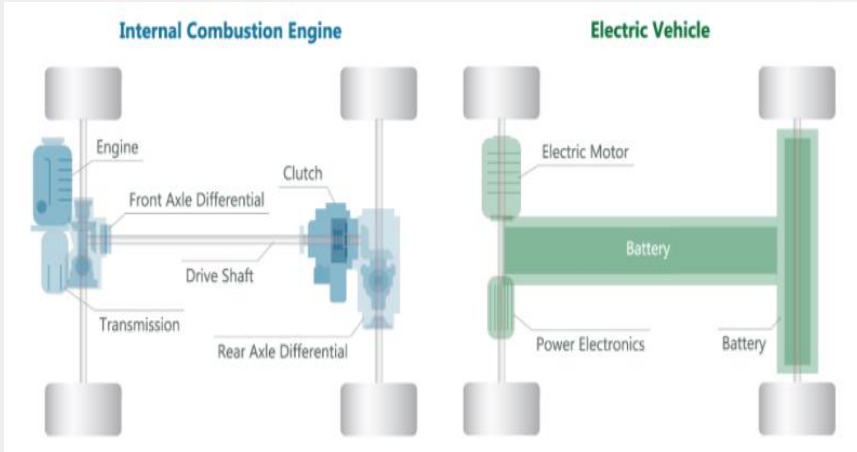 Internal Combustion Engine
Engine
Clutch
Front Axle Differential
Drive Shaft
Transmission
Rear Axle Differential
Electric Vehicle
Electric Motor
Battery
Power Electronics
Battery